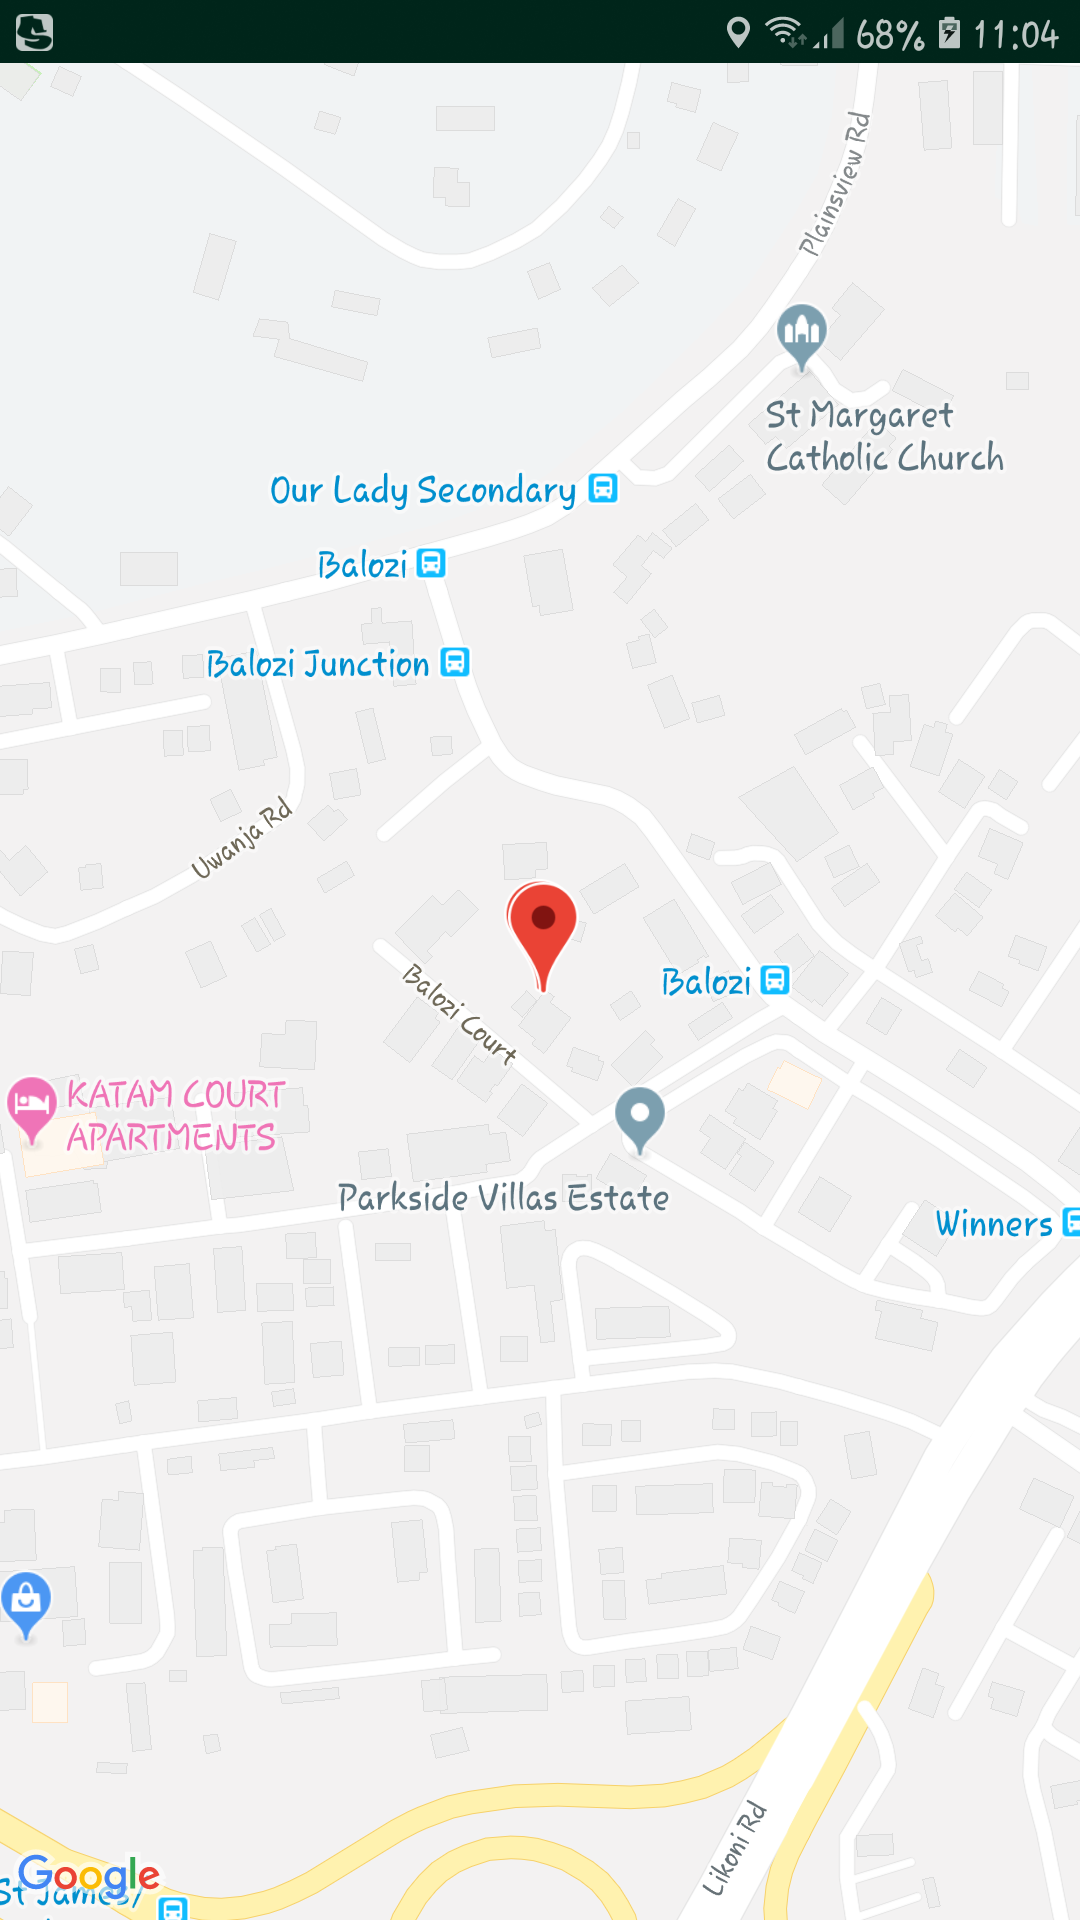 68% 11:04
Plainsview Rd
St Margaret
Catholic Church
Our Lady Secondary
Balozi
Balozi Junction
Uwanja Rd
Balozi
Balozi Court
KATAM COURT
APARTMENTS
Parkside Villas Estate
Winners
Likoni Rd
Google
St James/